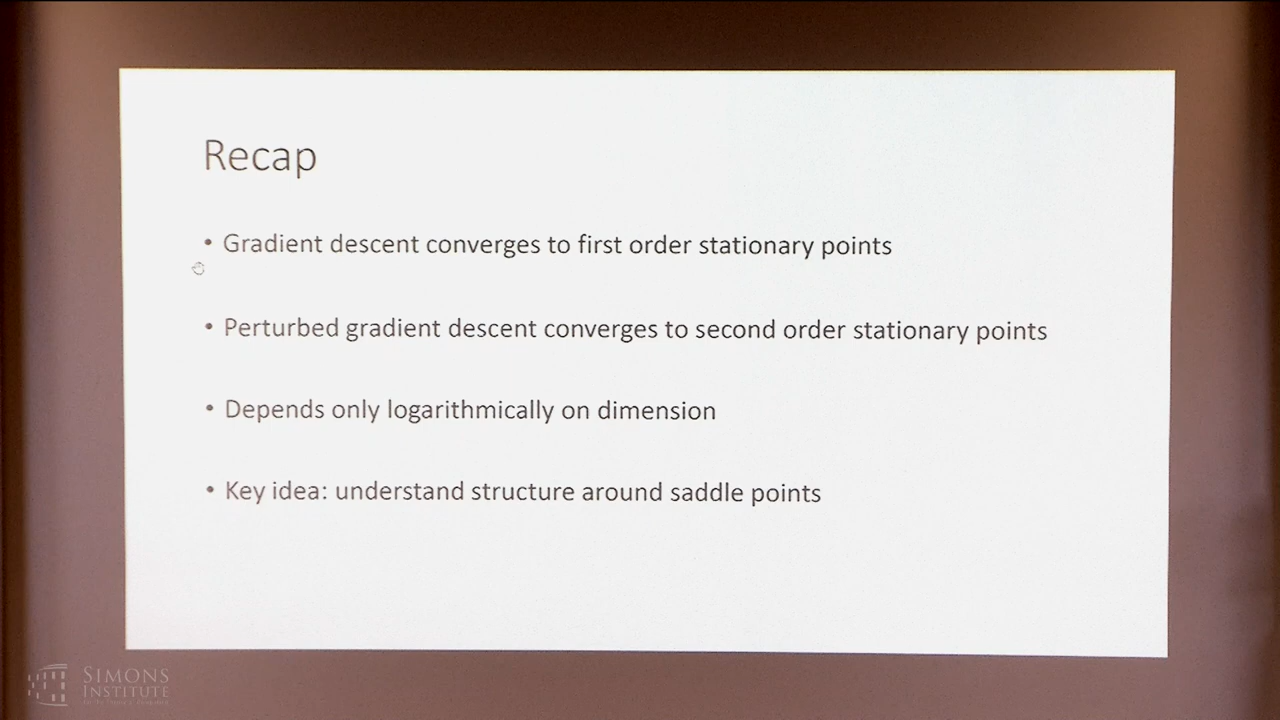 Recap
• Gradient descent converges to first order stationary points
• Perturbed gradient descent converges to second order stationary points
• Depends only logarithmically on dimension
• Key idea: understand structure around saddle points
SIMONS
INSTITUTE